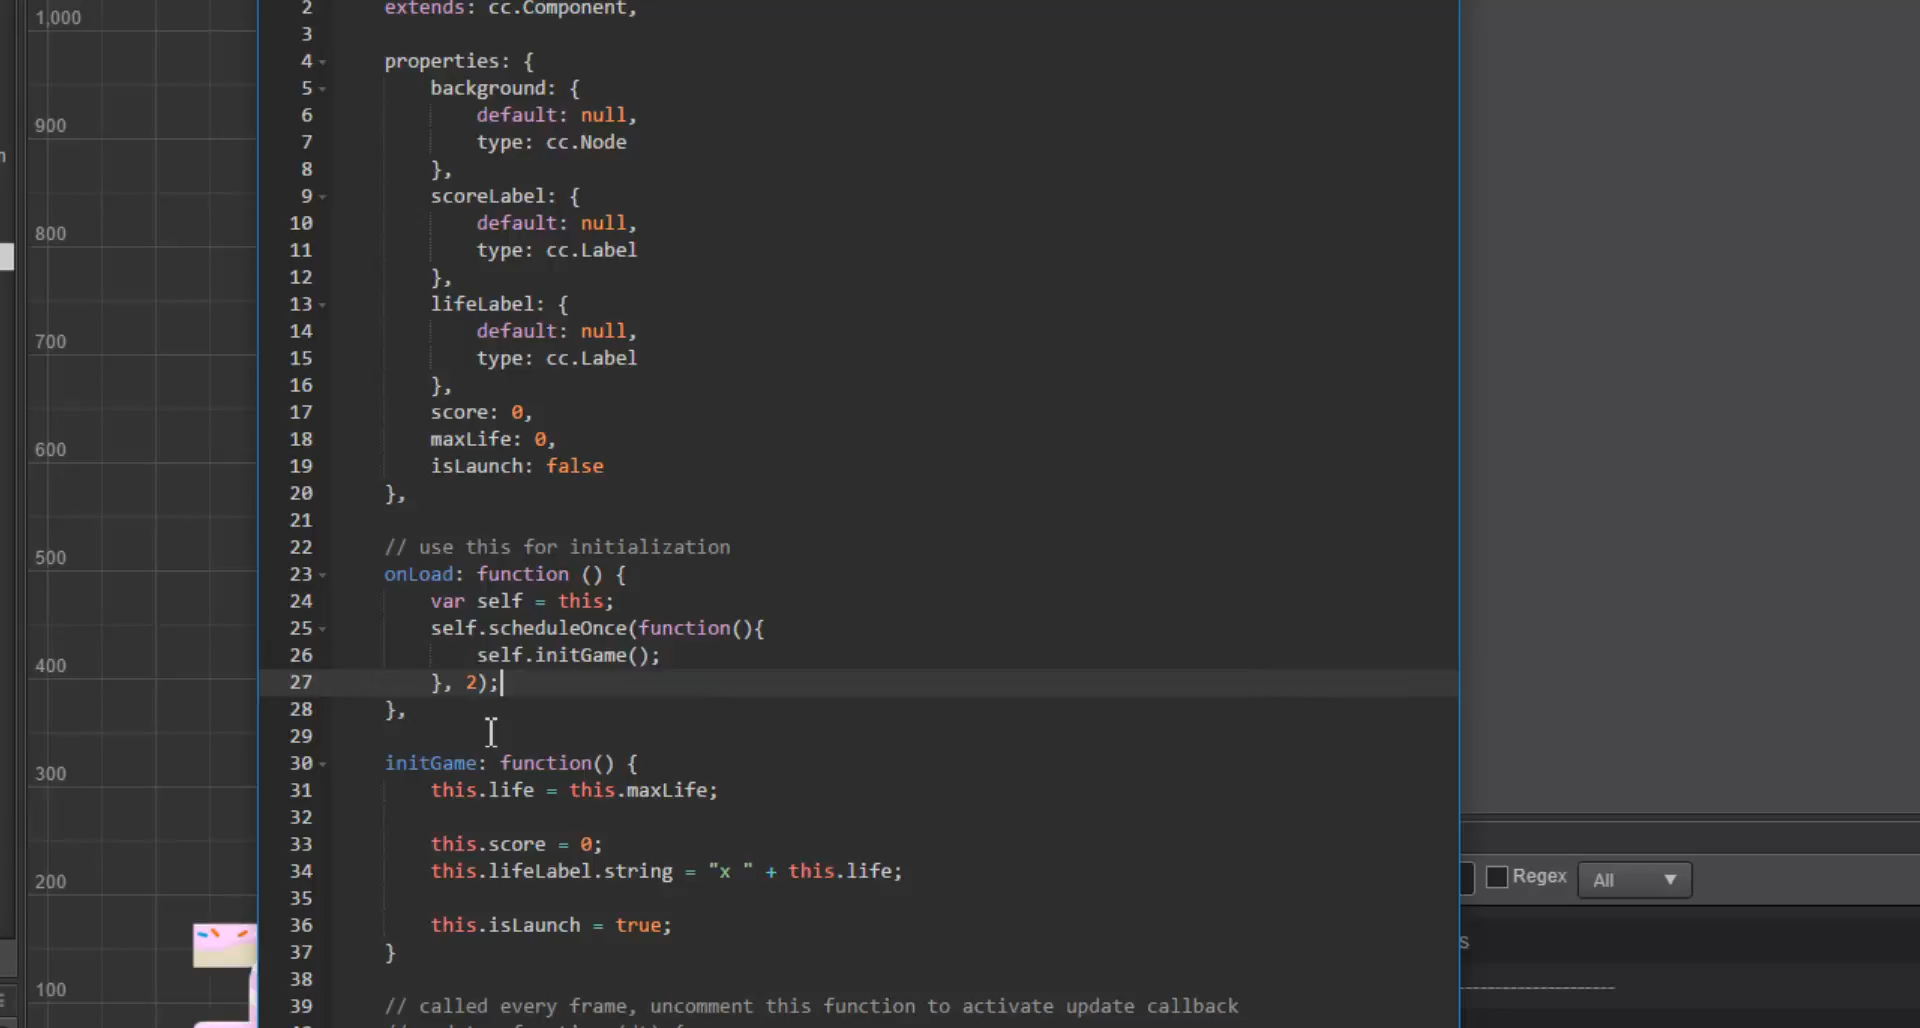 1,000
900
800
700
600
500
400
300
200
100
2 extends: cc.Component,
3
4 properties: {
5 background: {
6 default: null,
7 type: cc.Node
8 },
9 scoreLabel: {
10 default: null,
11 type: cc.Label
12 },
13 lifeLabel: {
14 default: null,
15 type: cc.Label
16 },
17 score: 0,
18 maxLife: 0,
19 isLaunch: false
20 },
21
22 // use this for initialization
23 onLoad: function () {
24 var self = this;
25 self.scheduleOnce(function(){
26 self.initGame();
27 }, 2);
28 },
29
30 initGame: function() {
31 this.life = this.maxLife;
32
33 this.score = 0;
34 this.lifeLabel.string = "x " + this.life;
35
36 this.isLaunch = true;
37 }
38
39 // called every frame, uncomment this function to activate update callback
Regex
All